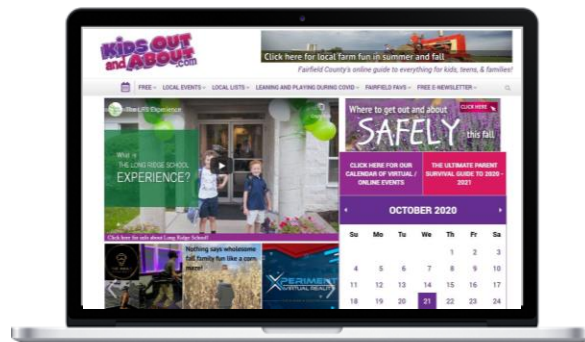 KiDS OUT
and ABOUT.com
Click here for local farm fun in summer and fall
Fairfield County's online guide to everything for kids, teens, & families!
FREE LOCAL EVENTS LOCAL LISTS LEANING AND PLAYING DURING COVID FAIRFIELD FAVS FREE E-NEWSLETTER
The LRS Experience
What is
THE LONG RIDGE SCHOOL
EXPERIENCE?
Click here for info about Long Ridge School!
Nothing says wholesome
fall family fun like a corn
maze!
XPERIMENT
VIRTUAL REALITY
Where to get out and about
CLICK HERE
SAFELY this fall
CLICK HERE FOR OUR
CALENDAR OF VIRTUAL /
ONLINE EVENTS
THE ULTIMATE PARENT
SURVIVAL GUIDE TO 2020 -
2021
OCTOBER 2020
Su Mo Tu We Th Fr Sa
1 2 3
4 5 6 7 8 9 10
11 12 13 14 15 16 17
18 19 20 21 22 23 24